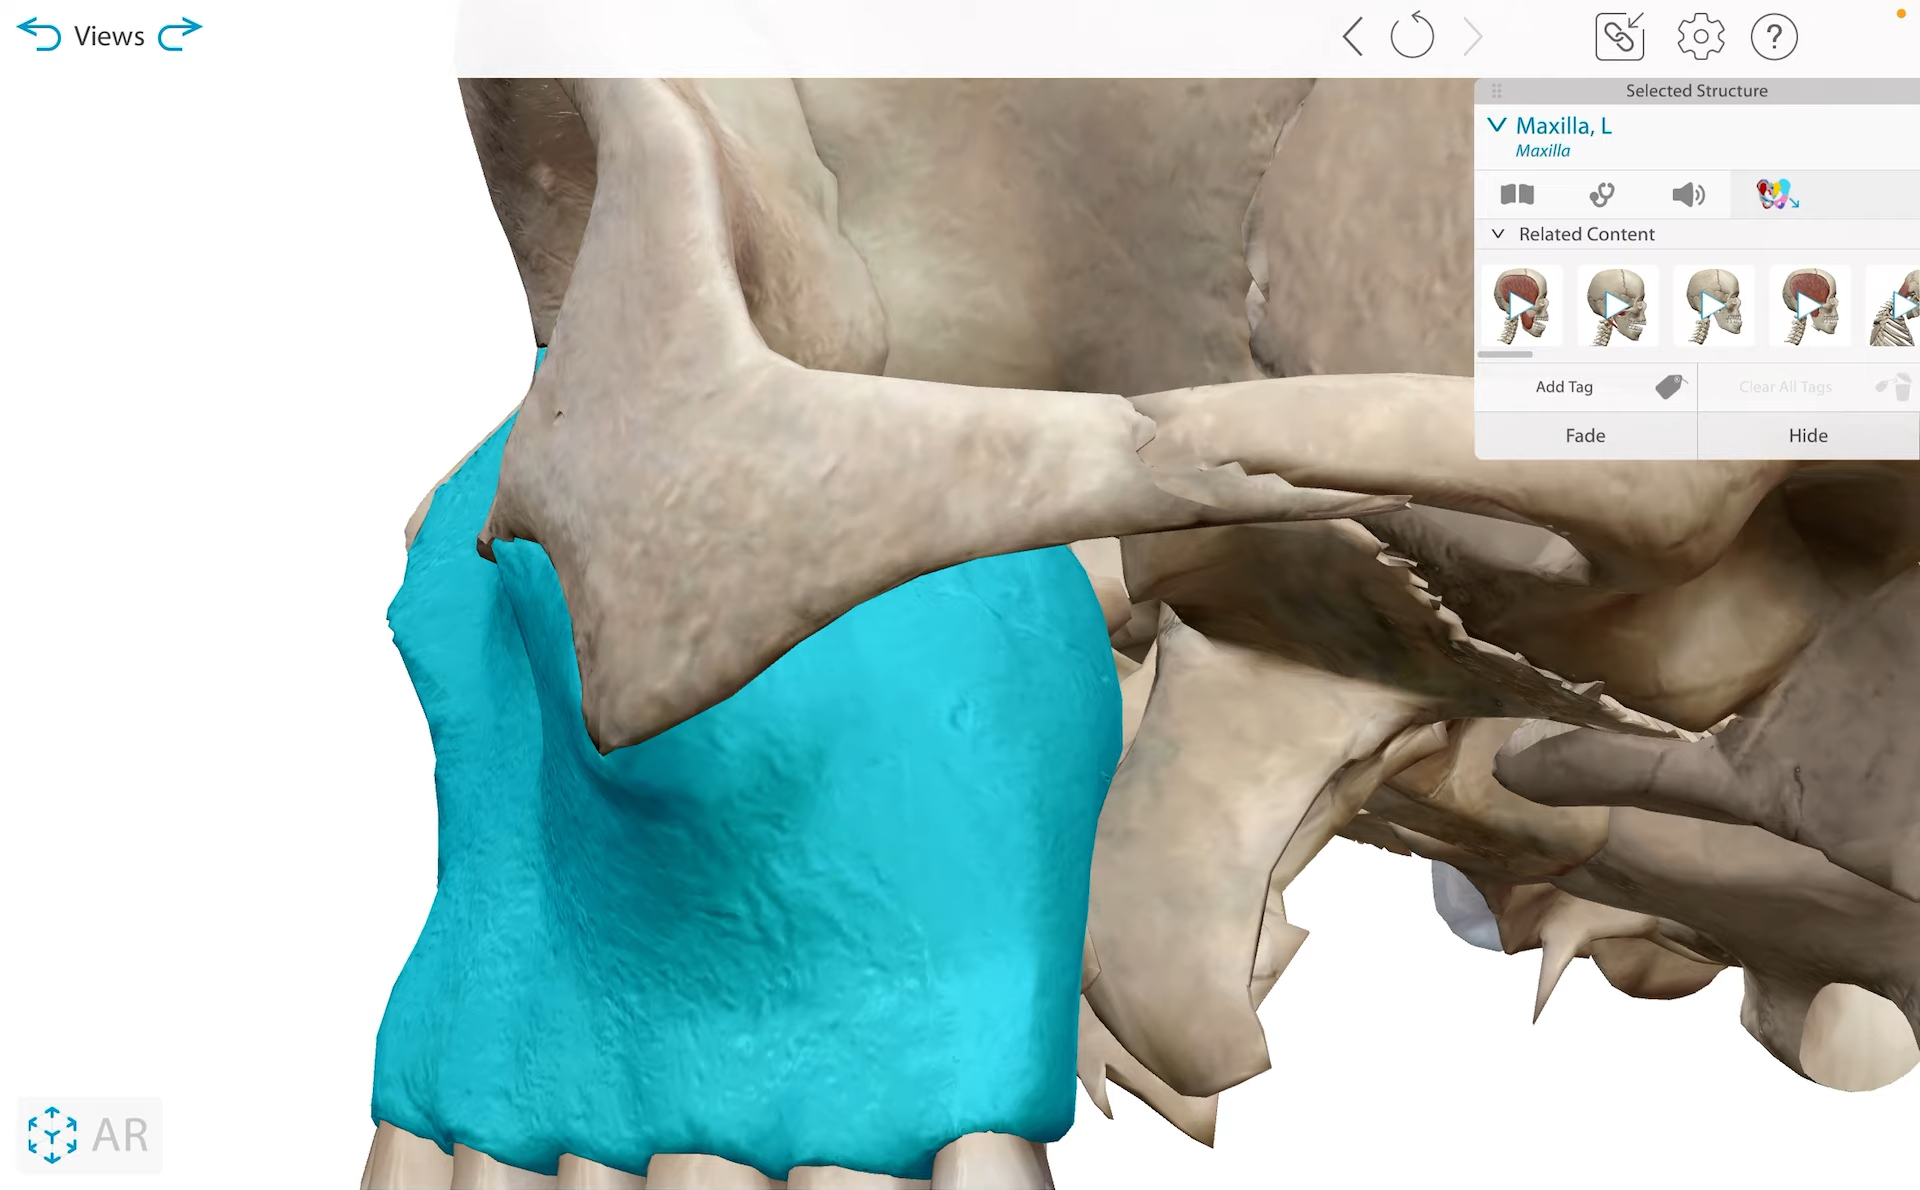 Views
?
Selected Structure
Maxilla, L
Maxilla
Related Content
Add Tag
Clear All Tags
Fade
Hide
AR